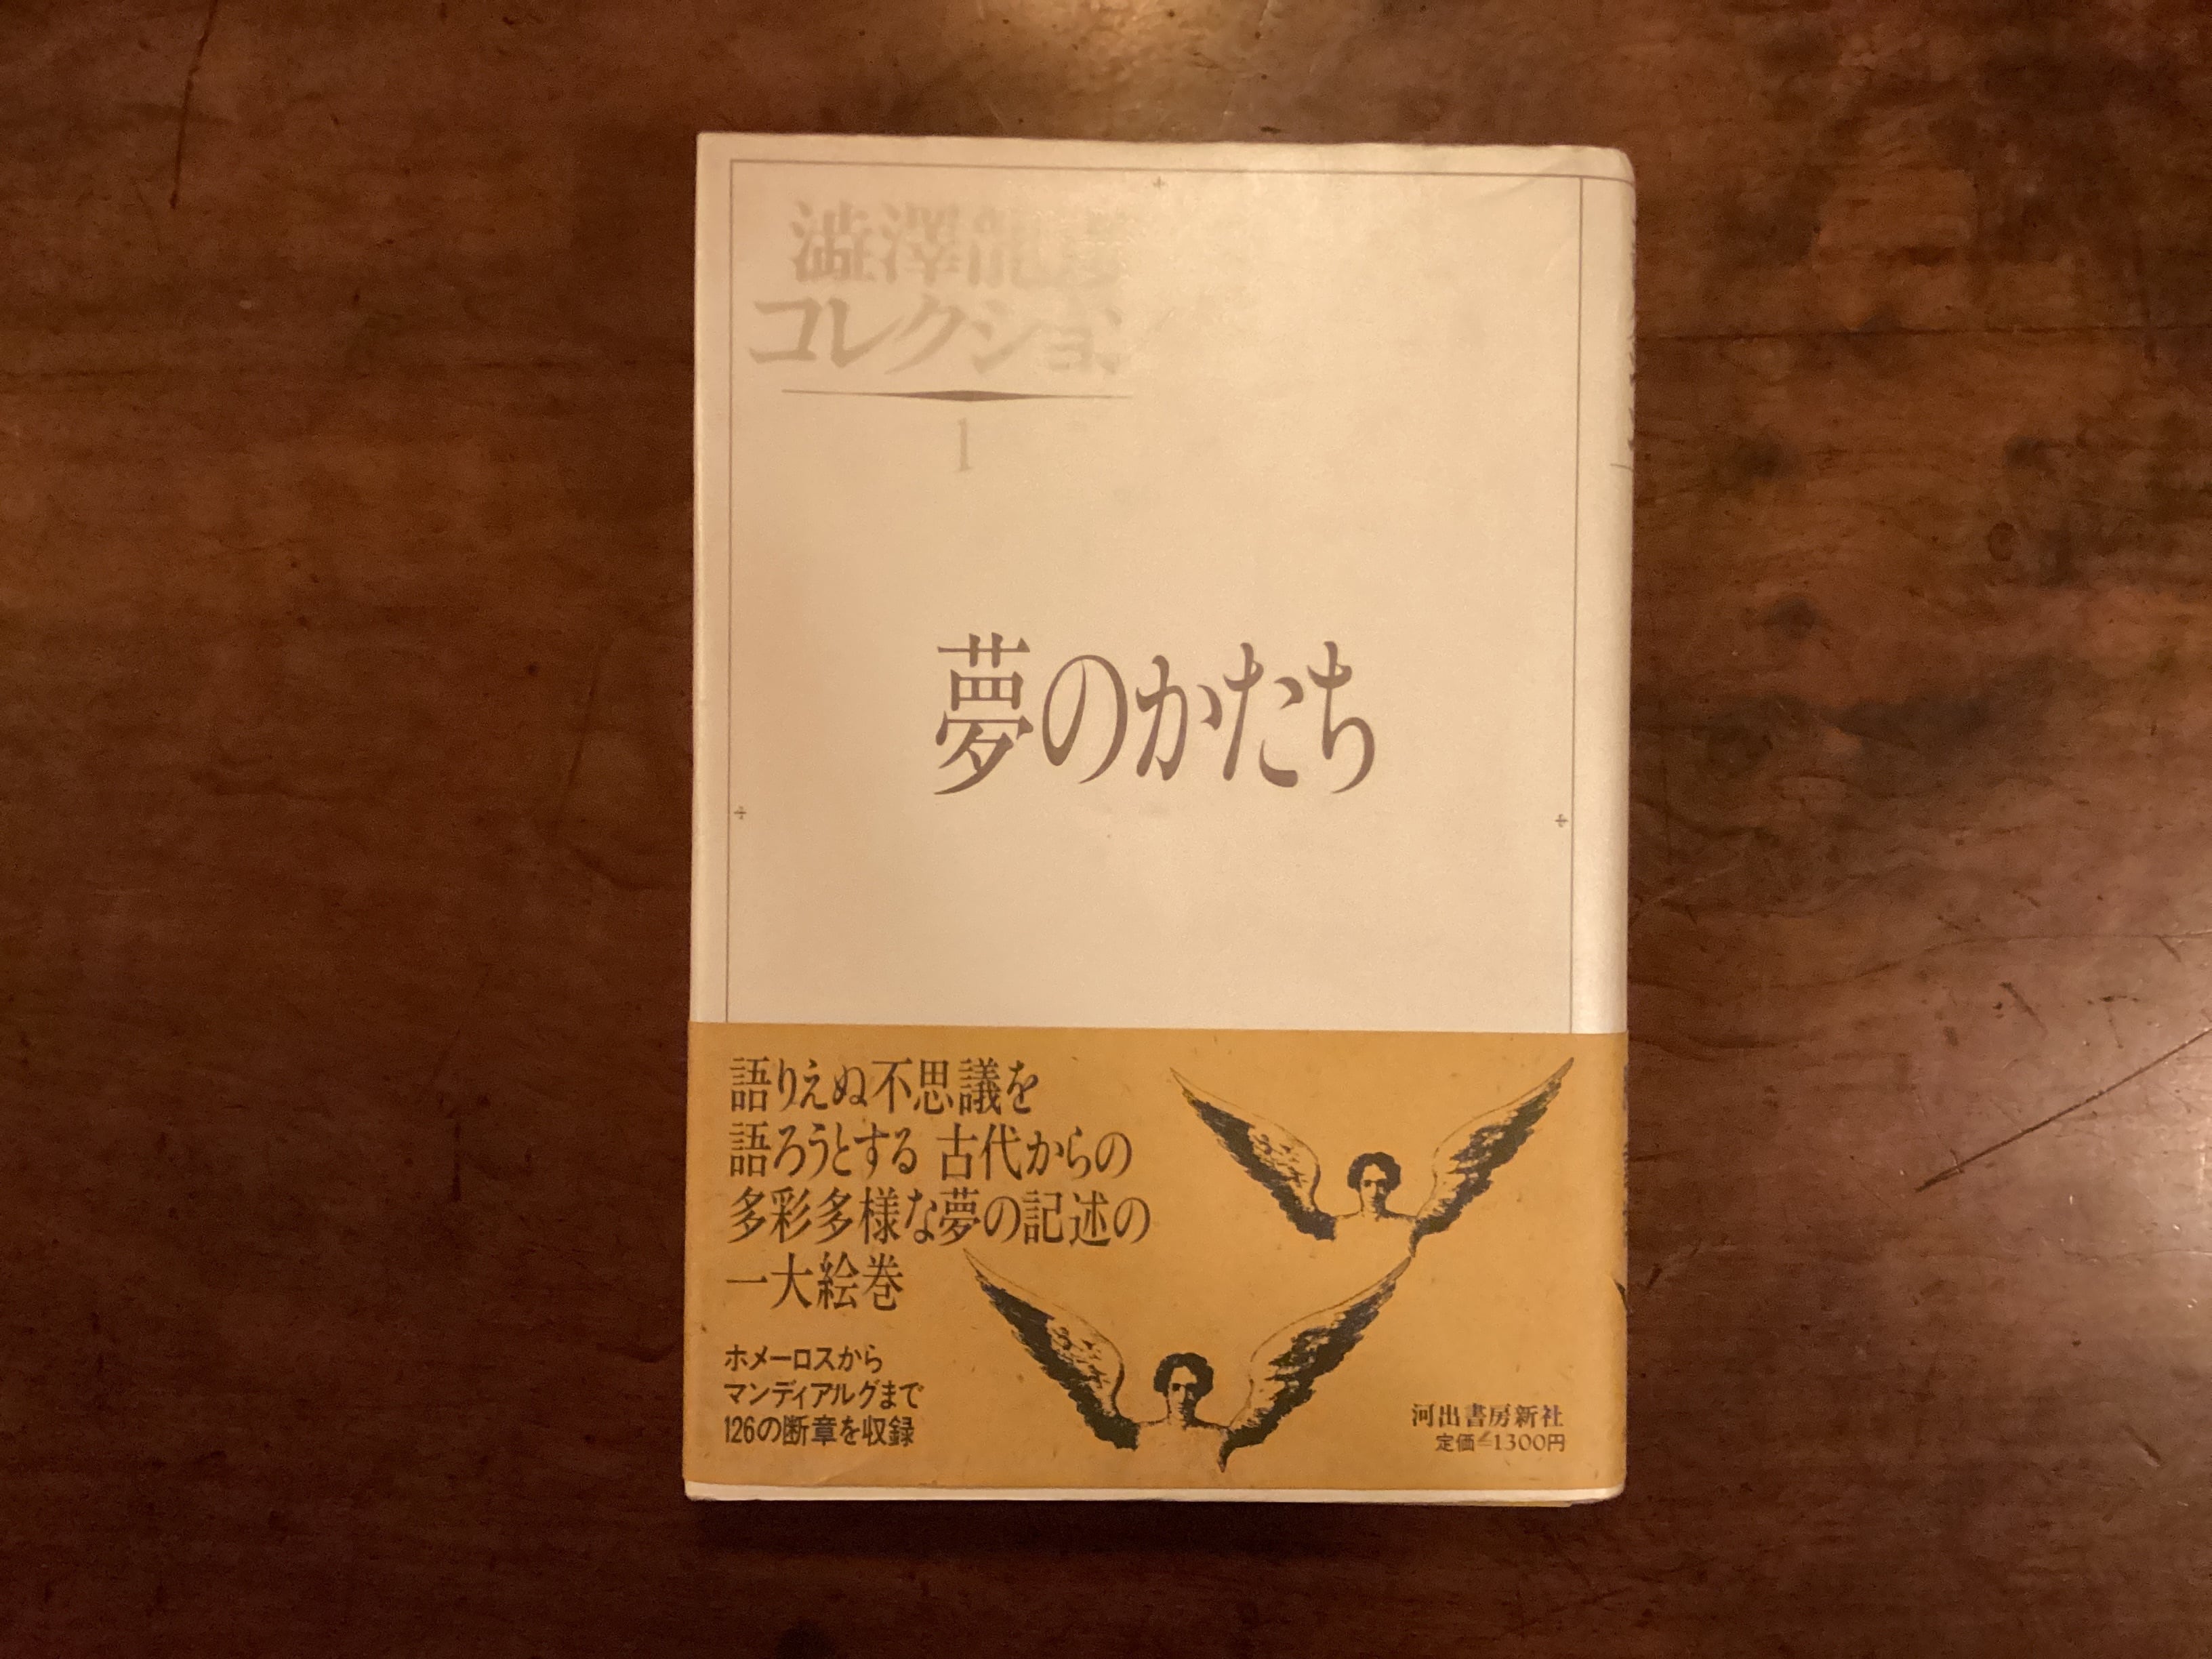 澁澤龍彦
コレクション
1
夢のかたち
語りえぬ不思議を
語ろうとする 古代からの
多彩多様な夢の記述の
一大絵巻
ホメーロスから
マンディアルグまで
126の断章を収録
河出書房新社
定価=1300円